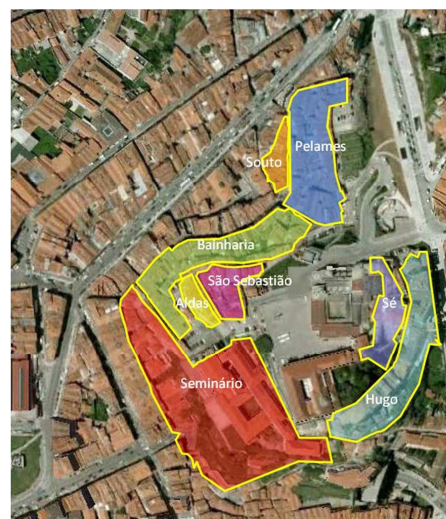 Pelames
Souto
Bainharia
São Sebastião
Aldas
Sé
Seminário
Hugo